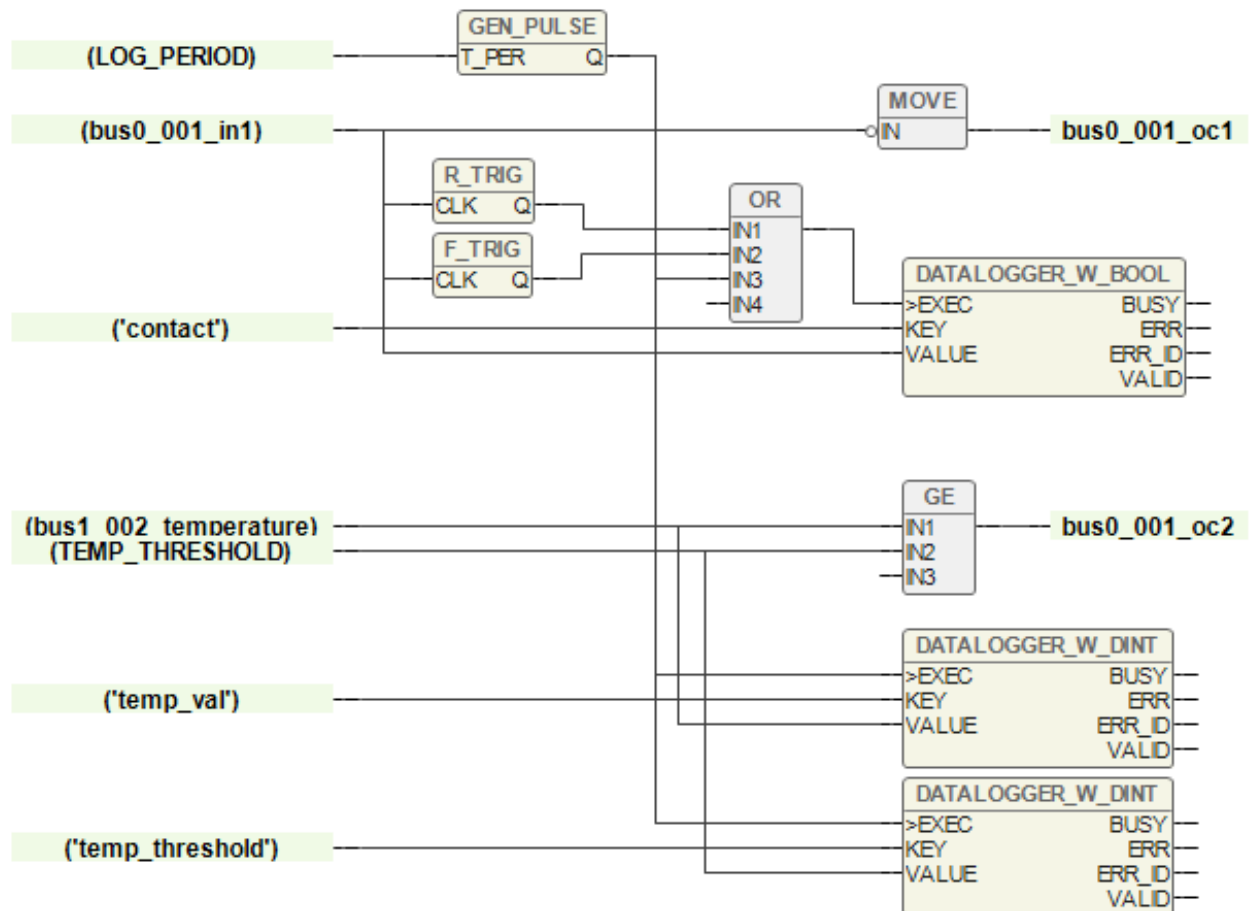 GEN_PULSE
(LOG_PERIOD) T_PER Q
MOVE
(bus0_001_in1) IN bus0_001_oc1
R_TRIG
CLK Q
OR
IN1
F_TRIG
IN2
CLK Q
IN3
IN4
DATALOGGER_W_BOOL
>EXEC BUSY
('contact') KEY ERR
VALUE ERR_ID
VALID
GE
(bus1_002_temperature) IN1 bus0_001_oc2
(TEMP_THRESHOLD) IN2
IN3
DATALOGGER_W_DINT
>EXEC BUSY
('temp_val') KEY ERR
VALUE ERR_ID
VALID
DATALOGGER_W_DINT
>EXEC BUSY
('temp_threshold') KEY ERR
VALUE ERR_ID
VALID